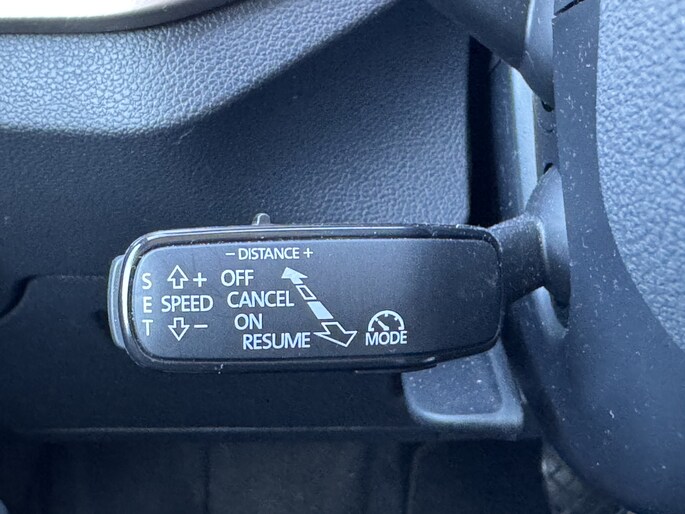 − DISTANCE +
S + OFF
E SPEED CANCEL
T − ON
RESUME MODE